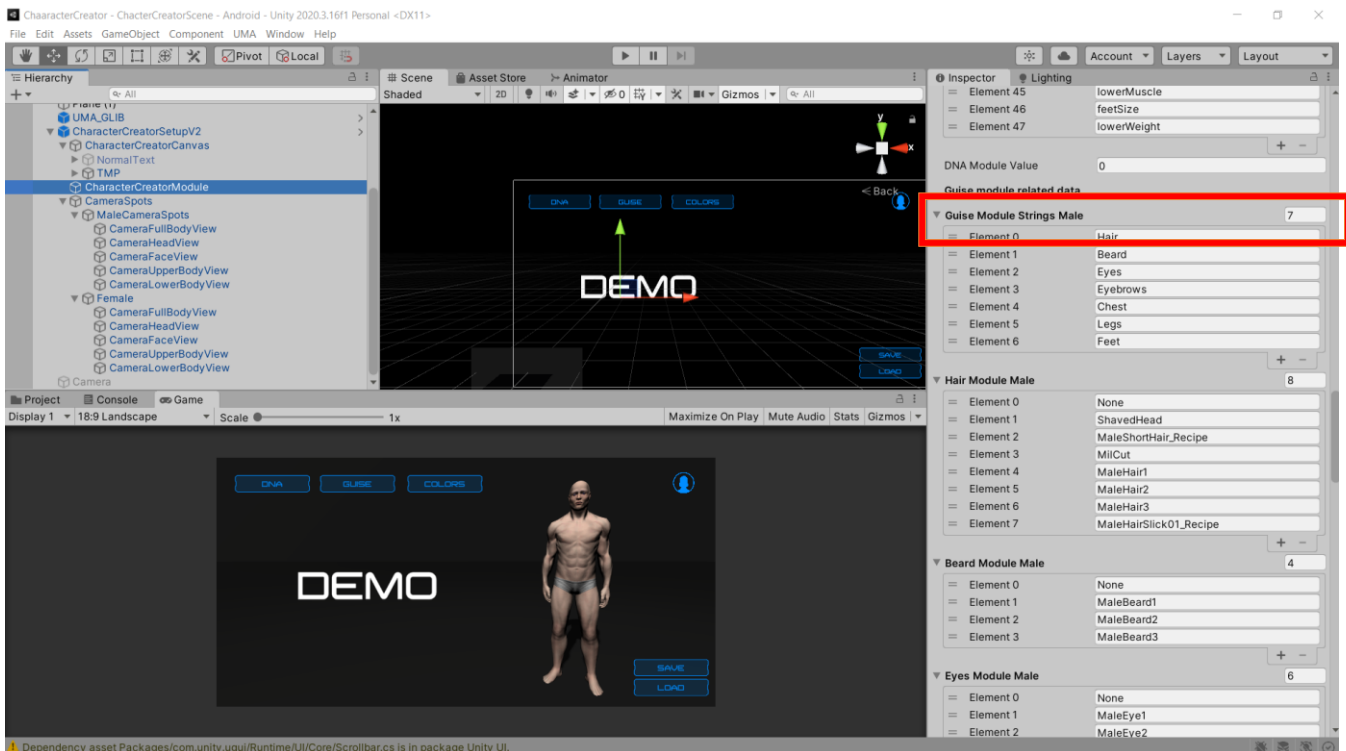 ChaaracterCreator - ChacterCreatorScene - Android - Unity 2020.3.16f1 Personal <DX11>
File Edit Assets GameObject Component UMA Window Help
Pivot Local Account Layers Layout
Hierarchy
All
Plane (1)
UMA_GLIB
CharacterCreatorSetupV2
CharacterCreatorCanvas
NormalText
TMP
CharacterCreatorModule
CameraSpots
MaleCameraSpots
CameraFullBodyView
CameraHeadView
CameraFaceView
CameraUpperBodyView
CameraLowerBodyView
Female
CameraFullBodyView
CameraHeadView
CameraFaceView
CameraUpperBodyView
CameraLowerBodyView
Camera
Scene Asset Store Animator
Shaded 2D 0 Gizmos All
y
x
< Back
DNA GUISE COLORS
DEMO
SAVE
LOAD
Project Console Game
Display 1 18:9 Landscape Scale 1x Maximize On Play Mute Audio Stats Gizmos
DNA GUISE COLORS
DEMO
SAVE
LOAD
Inspector Lighting
Element 45 lowerMuscle
Element 46 feetSize
Element 47 lowerWeight
+ -
DNA Module Value 0
Guise module related data
Guise Module Strings Male 7
Element 0 Hair
Element 1 Beard
Element 2 Eyes
Element 3 Eyebrows
Element 4 Chest
Element 5 Legs
Element 6 Feet
+ -
Hair Module Male 8
Element 0 None
Element 1 ShavedHead
Element 2 MaleShortHair_Recipe
Element 3 MilCut
Element 4 MaleHair1
Element 5 MaleHair2
Element 6 MaleHair3
Element 7 MaleHairSlick01_Recipe
+ -
Beard Module Male 4
Element 0 None
Element 1 MaleBeard1
Element 2 MaleBeard2
Element 3 MaleBeard3
+ -
Eyes Module Male 6
Element 0 None
Element 1 MaleEye1
Element 2 MaleEye2
Dependency asset Packages/com.unity.ugui/Runtime/UI/Core/Scrollbar.cs is in package Unity UI.